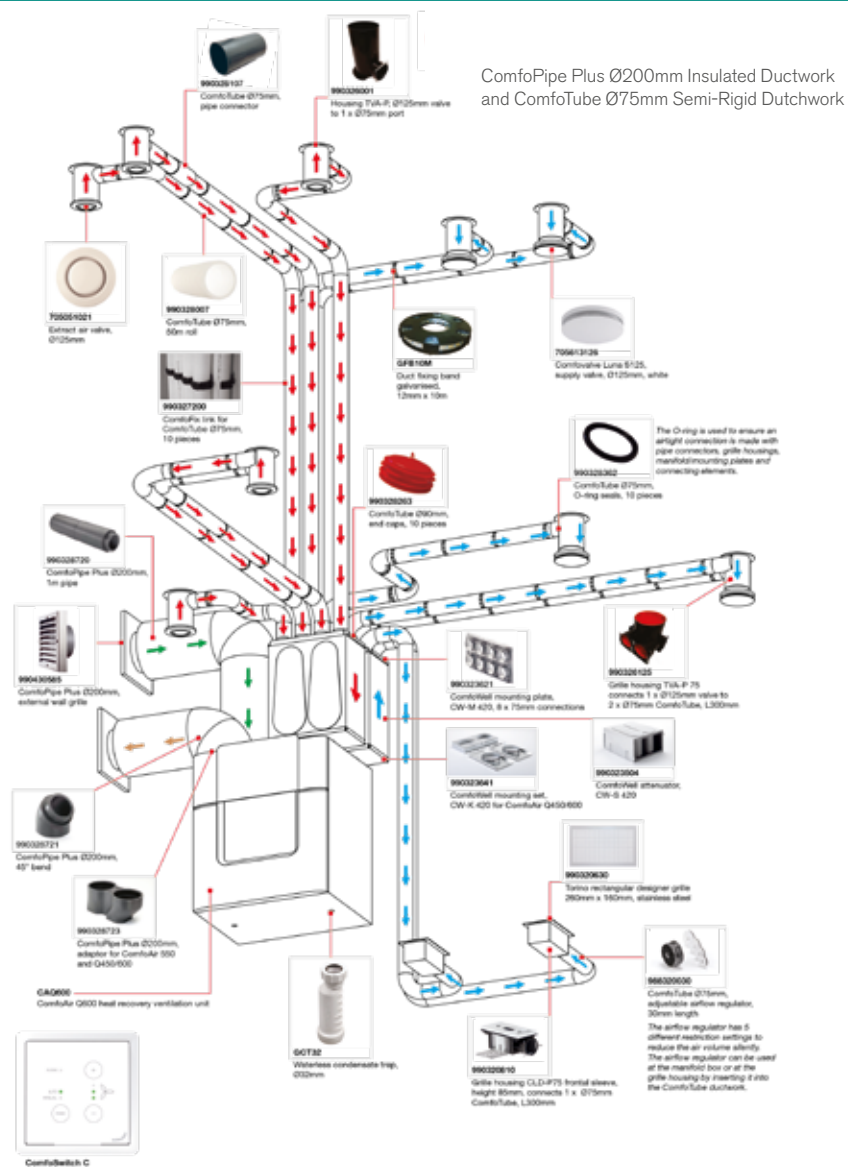 ComfoPipe Plus Ø200mm Insulated Ductwork
and ComfoTube Ø75mm Semi-Rigid Dutchwork
990328107
ComfoTube Ø75mm,
pipe connector
990326001
Housing TVA-P, Ø125mm valve
to 1 x Ø75mm port
705051021
Extract air valve,
Ø125mm
990328007
ComfoTube Ø75mm,
50m roll
GFB10M
Duct fixing band
galvanised,
12mm x 10m
705613126
Comfovalve Luna S125,
supply valve, Ø125mm, white
990327200
ComfoFix link for
ComfoTube Ø75mm,
10 pieces
The O-ring is used to ensure an
airtight connection is made with
pipe connectors, grille housings,
manifold/mounting plates and
connecting elements.
990328362
ComfoTube Ø75mm,
O-ring seals, 10 pieces
990328263
ComfoTube Ø90mm,
end caps, 10 pieces
990328720
ComfoPipe Plus Ø200mm,
1m pipe
990430585
ComfoPipe Plus Ø200mm,
external wall grille
990323621
ComfoWell mounting plate,
CW-M 420, 8 x 75mm connections
990326125
Grille housing TVA-P 75
connects 1 x Ø125mm valve to
2 x Ø75mm ComfoTube, L300mm
990323641
ComfoWell mounting set,
CW-K 420 for ComfoAir Q450/600
990323504
ComfoWell attenuator,
CW-S 420
990328721
ComfoPipe Plus Ø200mm,
45° bend
990320630
Torino rectangular designer grille
260mm x 160mm, stainless steel
990328723
ComfoPipe Plus Ø200mm,
adaptor for ComfoAir 550
and Q450/600
CAQ600
ComfoAir Q600 heat recovery ventilation unit
GCT32
Waterless condensate trap,
Ø32mm
988320030
ComfoTube Ø75mm,
adjustable airflow regulator,
30mm length
The airflow regulator has 5
different restriction settings to
reduce the air volume silently.
The airflow regulator can be used
at the manifold box or at the
grille housing by inserting it into
the ComfoTube ductwork.
990320810
Grille housing CLD-P75 frontal sleeve,
height 85mm, connects 1 x Ø75mm
ComfoTube, L300mm
ComfoSwitch C